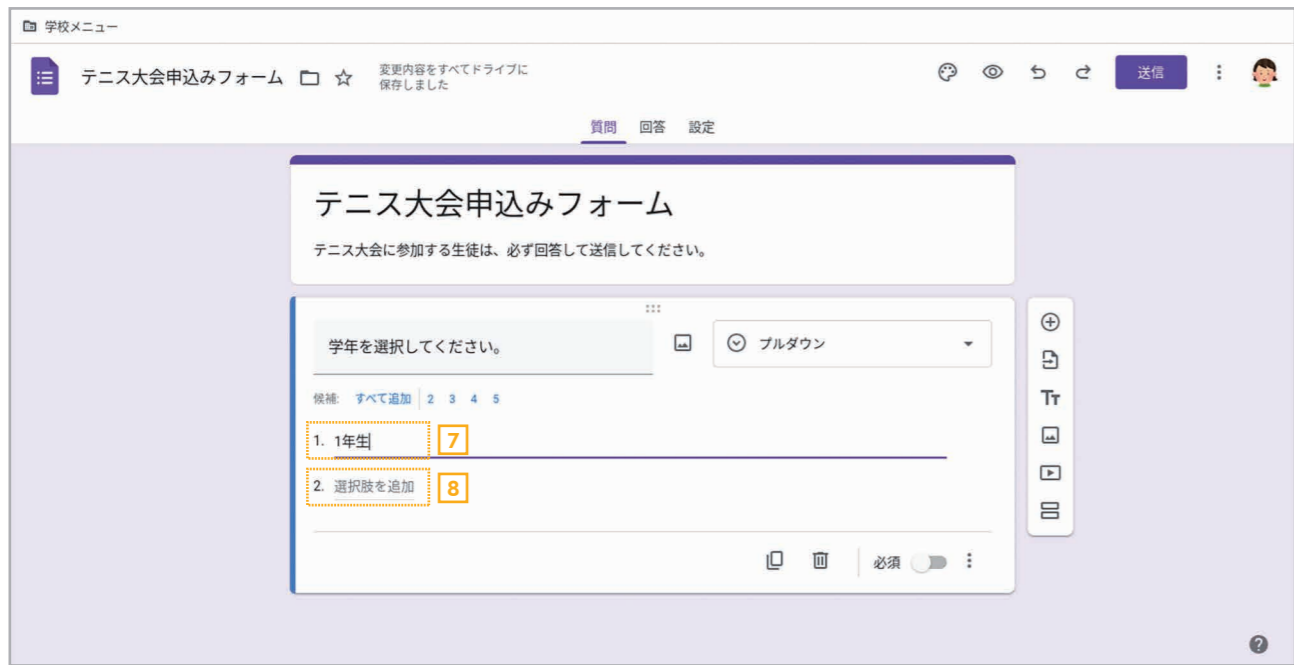 学校メニュー
テニス大会申込みフォーム
変更内容をすべてドライブに
保存しました
送信
質問 回答 設定
テニス大会申込みフォーム
テニス大会に参加する生徒は、必ず回答して送信してください。
学年を選択してください。
プルダウン
候補: すべて追加 2 3 4 5
1. 1年生 7
2. 選択肢を追加 8
必須